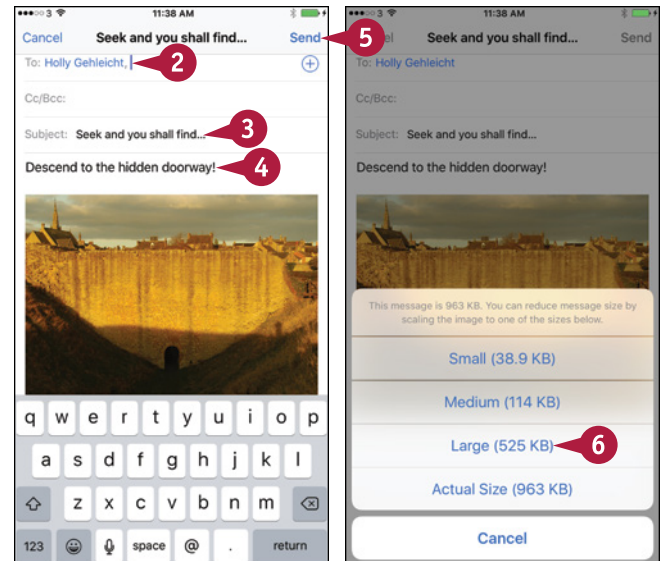 3 11:38 AM
Cancel Seek and you shall find... Send
5
To: Holly Gehleicht,
2
Cc/Bcc:
Subject: Seek and you shall find...
3
Descend to the hidden doorway!
4
q w e r t y u i o p
a s d f g h j k l
z x c v b n m
123 space @ . return
3 11:38 AM
el Seek and you shall find... Send
To: Holly Gehleicht
Cc/Bcc:
Subject: Seek and you shall find...
Descend to the hidden doorway!
This message is 963 KB. You can reduce message size by
scaling the image to one of the sizes below.
Small (38.9 KB)
Medium (114 KB)
Large (525 KB)
6
Actual Size (963 KB)
Cancel